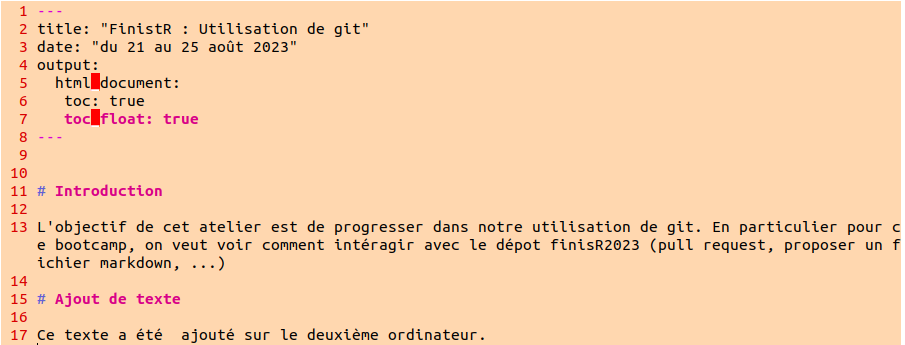 1 ---
2 title: "FinistR : Utilisation de git"
3 date: "du 21 au 25 août 2023"
4 output:
5   html_document:
6    toc: true
7    toc_float: true
8 ---
9
10
11 # Introduction
12
13 L'objectif de cet atelier est de progresser dans notre utilisation de git. En particulier pour c
e bootcamp, on veut voir comment intéragir avec le dépot finisR2023 (pull request, proposer un f
ichier markdown, ...)
14
15 # Ajout de texte
16
17 Ce texte a été  ajouté sur le deuxième ordinateur.